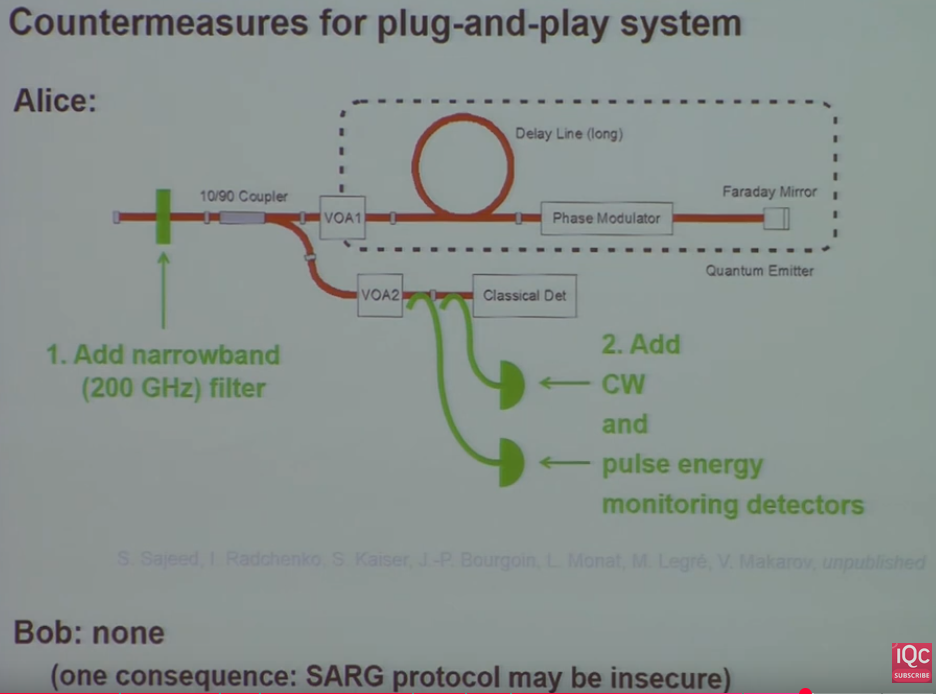 Countermeasures for plug-and-play system
Alice:
Delay Line (long)
10/90 Coupler
VOA1
Phase Modulator
Faraday Mirror
Quantum Emitter
VOA2
Classical Det
1. Add narrowband
(200 GHz) filter
2. Add
CW
and
pulse energy
monitoring detectors
S. Sajeed, I. Radchenko, S. Kaiser, J.-P. Bourgoin, L. Monat, M. Legré, V. Makarov, unpublished
Bob: none
(one consequence: SARG protocol may be insecure)
IQC
SUBSCRIBE